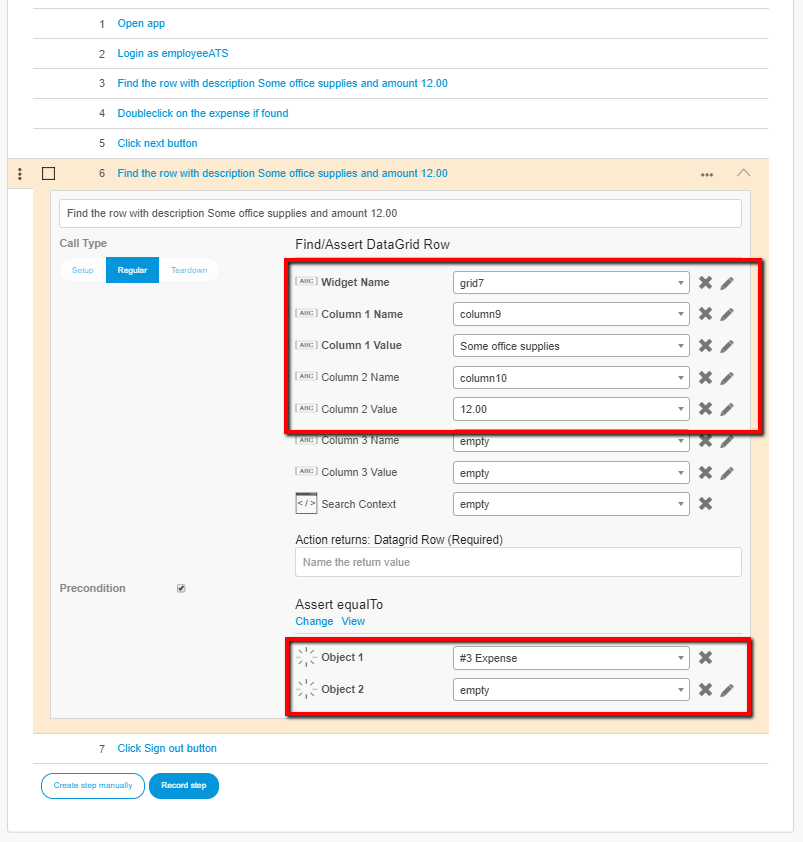 1 Open app
2 Login as employeeATS
3 Find the row with description Some office supplies and amount 12.00
4 Doubleclick on the expense if found
5 Click next button
6 Find the row with description Some office supplies and amount 12.00
Find the row with description Some office supplies and amount 12.00
Call Type
Setup Regular Teardown
Find/Assert DataGrid Row
ABC Widget Name grid7
ABC Column 1 Name column9
ABC Column 1 Value Some office supplies
ABC Column 2 Name column10
ABC Column 2 Value 12.00
ABC Column 3 Name empty
ABC Column 3 Value empty
</> Search Context empty
Action returns: Datagrid Row (Required)
Name the return value
Precondition
Assert equalTo
Change View
Object 1 #3 Expense
Object 2 empty
7 Click Sign out button
Create step manually Record step